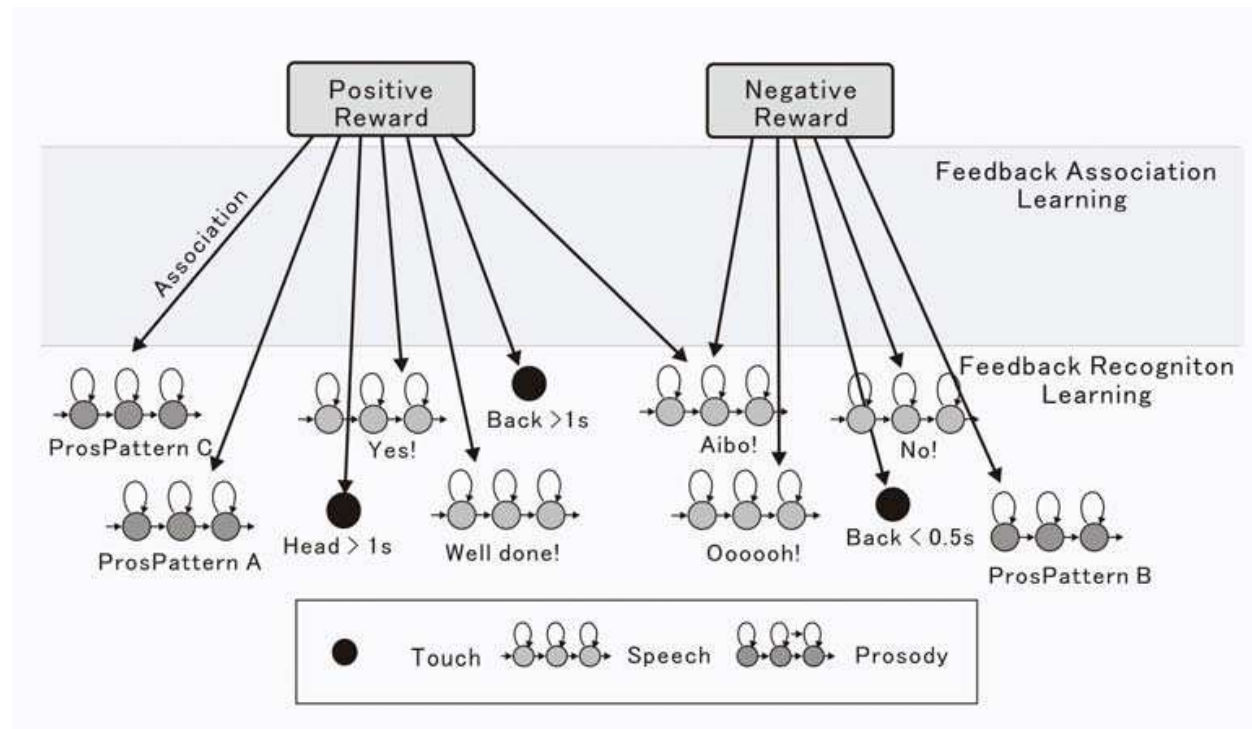 Positive
Reward
Negative
Reward
Feedback Association
Learning
Association
Feedback Recogniton
Learning
ProsPattern C
Yes!
Back >1s
Aibo!
No!
ProsPattern A
Head > 1s
Well done!
Ooooooh!
Back < 0.5s
ProsPattern B
Touch
Speech
Prosody